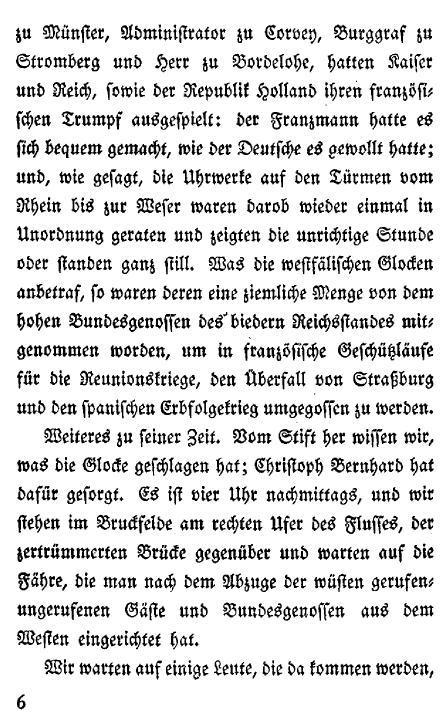 zu Münster, Administrator zu Corvey, Burggraf zu
Stromberg und Herr zu Bordelohe, hatten Kaiser
und Reich, sowie der Republik Holland ihren französi-
schen Trumpf ausgespielt: der Franzmann hatte es
sich bequem gemacht, wie der Deutsche es gewollt hatte;
und, wie gesagt, die Uhrwerke auf den Türmen vom
Rhein bis zur Weser waren darob wieder einmal in
Unordnung geraten und zeigten die unrichtige Stunde
oder standen ganz still. Was die westfälischen Glocken
anbetraf, so waren deren eine ziemliche Menge von dem
hohen Bundesgenossen des biedern Reichsstandes mit-
genommen worden, um in französische Geschützläufe
für die Reunionskriege, den Überfall von Straßburg
und den spanischen Erbfolgekrieg umgegossen zu werden.
Weiteres zu seiner Zeit. Vom Stift her wissen wir,
was die Glocke geschlagen hat; Christoph Bernhard hat
dafür gesorgt. Es ist vier Uhr nachmittags, und wir
stehen im Bruckfelde am rechten Ufer des Flusses, der
zertrümmerten Brücke gegenüber und warten auf die
Fähre, die man nach dem Abzuge der wüsten gerufen-
ungerufenen Gäste und Bundesgenossen aus dem
Westen eingerichtet hat.
Wir warten auf einige Leute, die da kommen werden,
6